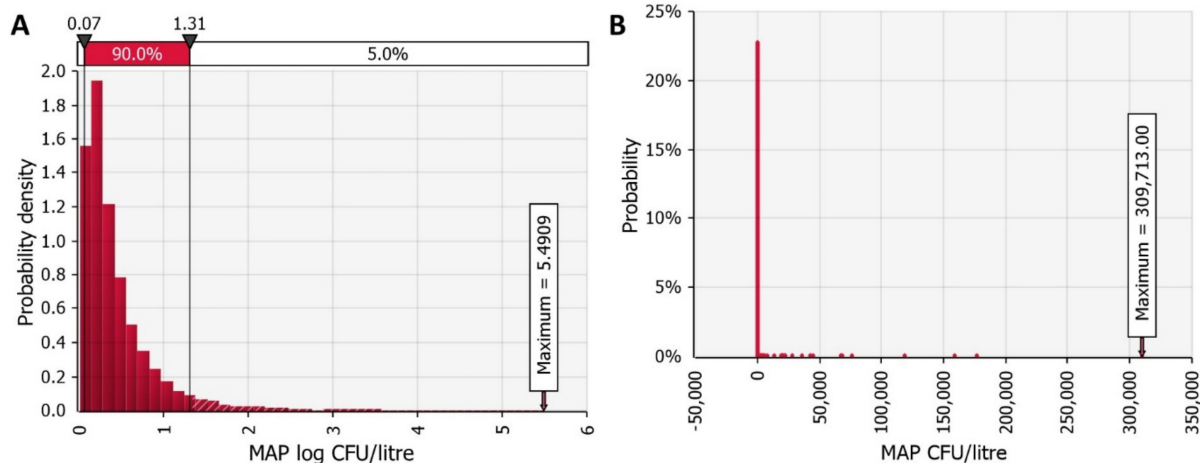 A
0.07 1.31
90.0% 5.0%
2.0
1.8
1.6
1.4
1.2
1.0
0.8
0.6
0.4
0.2
0.0
Probability density
Maximum = 5.4909
0 1 2 3 4 5 6
MAP log CFU/litre
B
25%
20%
15%
10%
5%
0%
Probability
Maximum = 309,713.00
-50,000 0 50,000 100,000 150,000 200,000 250,000 300,000 350,000
MAP CFU/litre